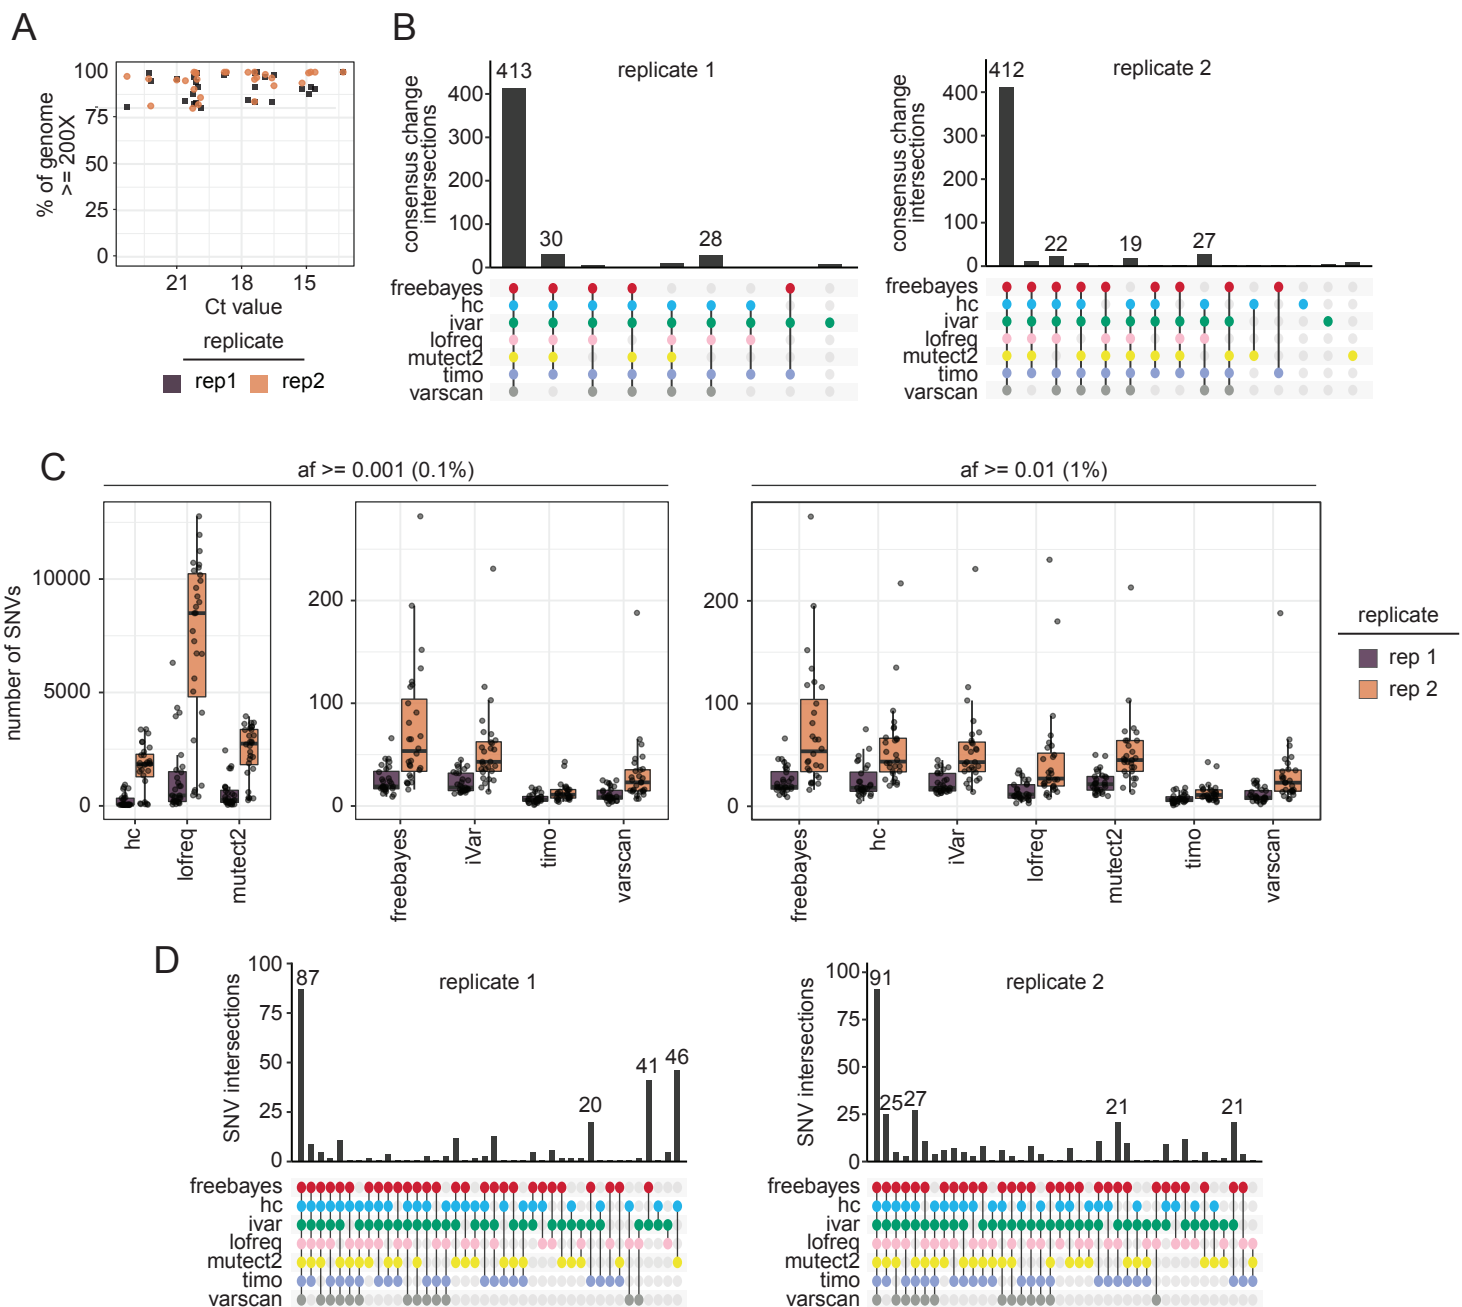 A
% of genome
>= 200X
100
75
50
25
0
21
18
15
Ct value
replicate
rep1
rep2
B
consensus change
intersections
400
300
200
100
0
413
30
28
replicate 1
freebayes
hc
ivar
lofreq
mutect2
timo
varscan
consensus change
intersections
400
300
200
100
0
412
22
19
27
replicate 2
freebayes
hc
ivar
lofreq
mutect2
timo
varscan
C
af >= 0.001 (0.1%)
af >= 0.01 (1%)
number of SNVs
10000
5000
0
hc
lofreq
mutect2
200
100
0
freebayes
iVar
timo
varscan
200
100
0
freebayes
hc
iVar
lofreq
mutect2
timo
varscan
replicate
rep 1
rep 2
D
SNV intersections
100
75
50
25
0
87
20
41
46
replicate 1
freebayes
hc
ivar
lofreq
mutect2
timo
varscan
SNV intersections
100
75
50
25
0
91
25
27
21
21
replicate 2
freebayes
hc
ivar
lofreq
mutect2
timo
varscan